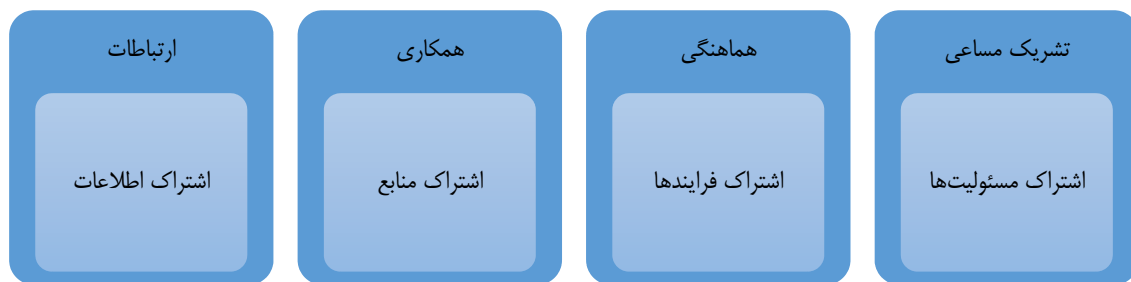 تشریک مساعی
اشتراک مسئولیت‌ها
هماهنگی
اشتراک فرایندها
همکاری
اشتراک منابع
ارتباطات
اشتراک اطلاعات